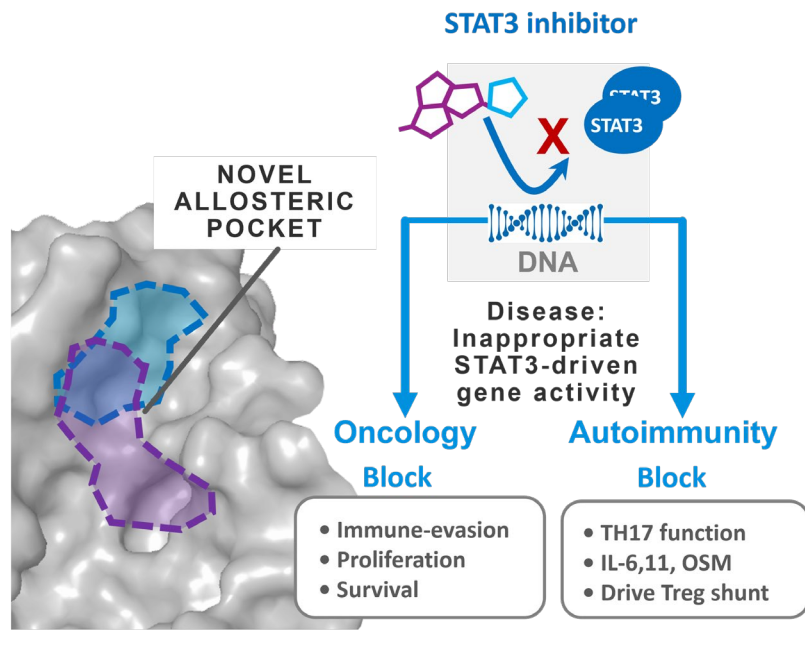 STAT3 inhibitor
STAT3
STAT3
X
NOVEL
ALLOSTERIC
POCKET
DNA
Disease:
Inappropriate
STAT3-driven
gene activity
Oncology
Block
• Immune-evasion
• Proliferation
• Survival
Autoimmunity
Block
• TH17 function
• IL-6,11, OSM
• Drive Treg shunt